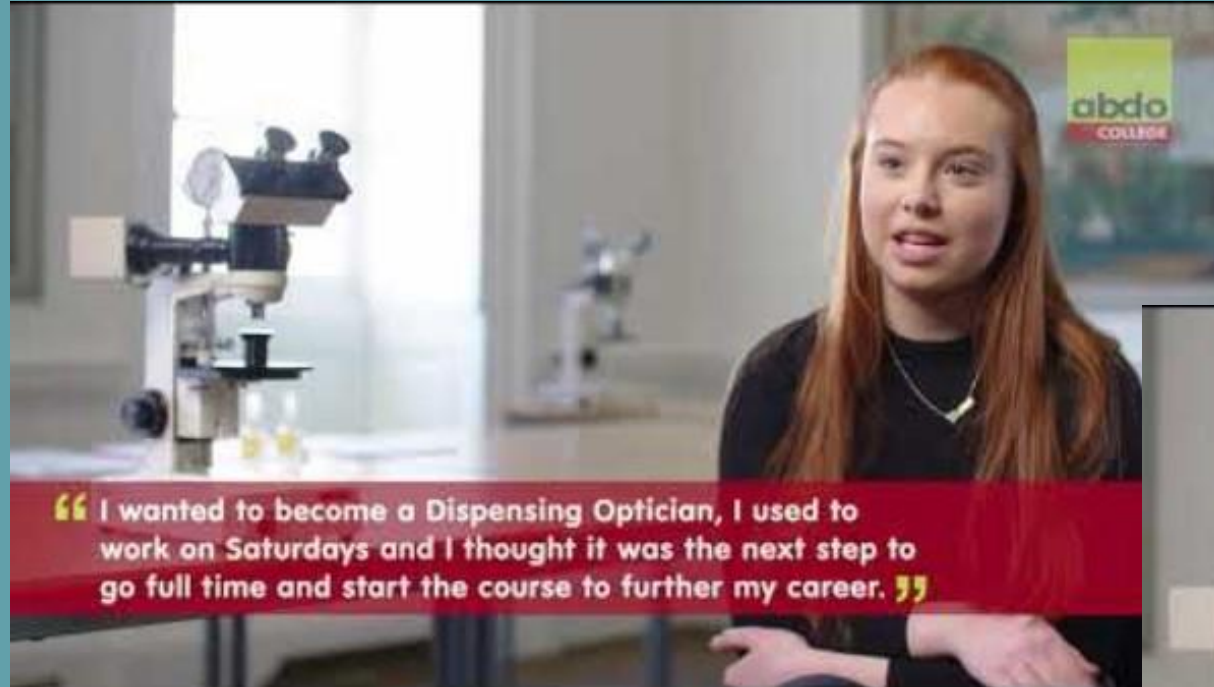 abdo
COLLEGE
“ I wanted to become a Dispensing Optician, I used to
work on Saturdays and I thought it was the next step to
go full time and start the course to further my career. ”